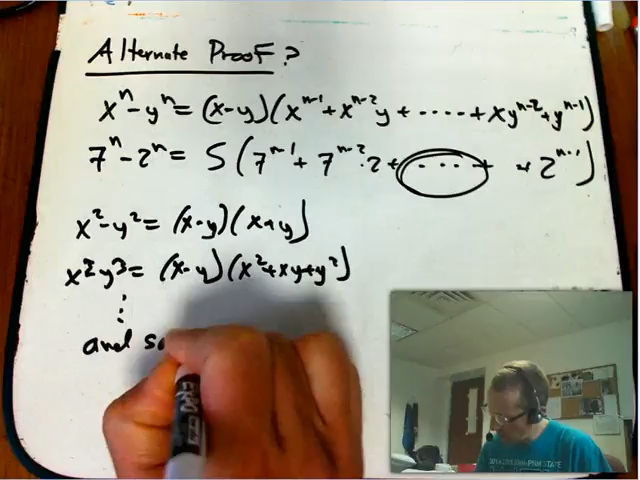 Alternate Proof?
xⁿ-yⁿ= (x-y)(xⁿ⁻¹+xⁿ⁻²y+·····+xyⁿ⁻²+yⁿ⁻¹)
7ⁿ-2ⁿ= 5(7ⁿ⁻¹+7ⁿ⁻²·2+····+ +2ⁿ⁻¹)
x²-y²= (x-y)(x+y)
x³-y³= (x-y)(x²+xy+y²)
⋮
and so
EXPO